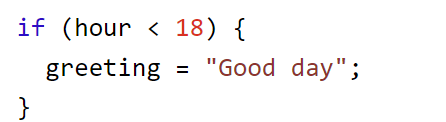 if (hour < 18) {
  greeting = "Good day";
}